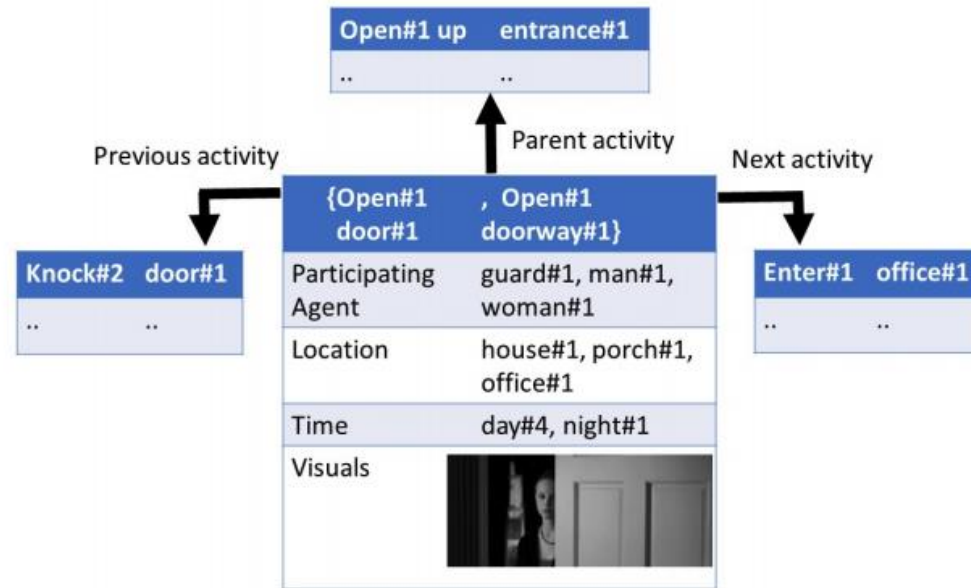 Open#1 up entrance#1
.. ..
Parent activity
Previous activity
Next activity
{Open#1 , Open#1
door#1 doorway#1}
Knock#2 door#1
.. ..
Enter#1 office#1
.. ..
Participating guard#1, man#1,
Agent woman#1
Location house#1, porch#1,
office#1
Time day#4, night#1
Visuals